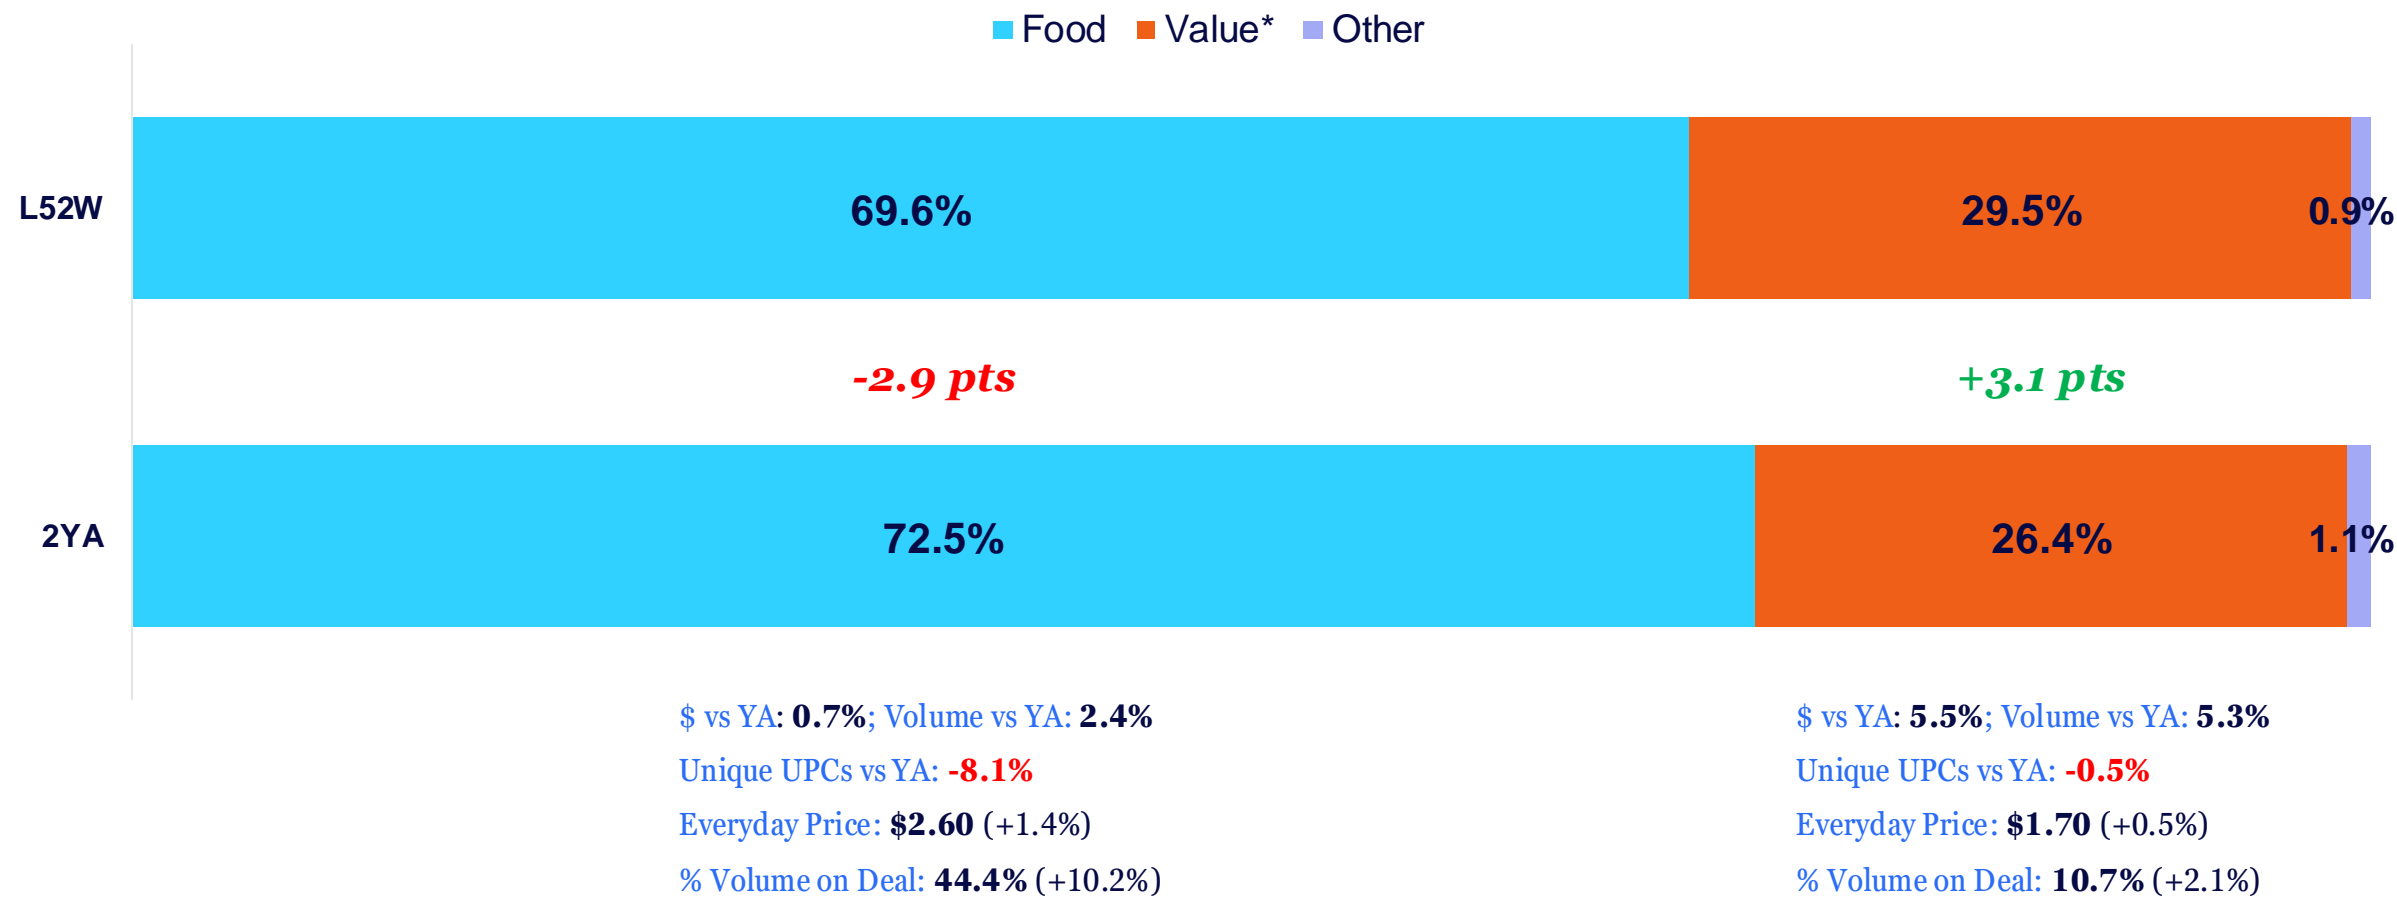 Food Value* Other
L52W 69.6% 29.5% 0.9%
-2.9 pts +3.1 pts
2YA 72.5% 26.4% 1.1%
$ vs YA: 0.7%; Volume vs YA: 2.4%
Unique UPCs vs YA: -8.1%
Everyday Price: $2.60 (+1.4%)
% Volume on Deal: 44.4% (+10.2%)
$ vs YA: 5.5%; Volume vs YA: 5.3%
Unique UPCs vs YA: -0.5%
Everyday Price: $1.70 (+0.5%)
% Volume on Deal: 10.7% (+2.1%)